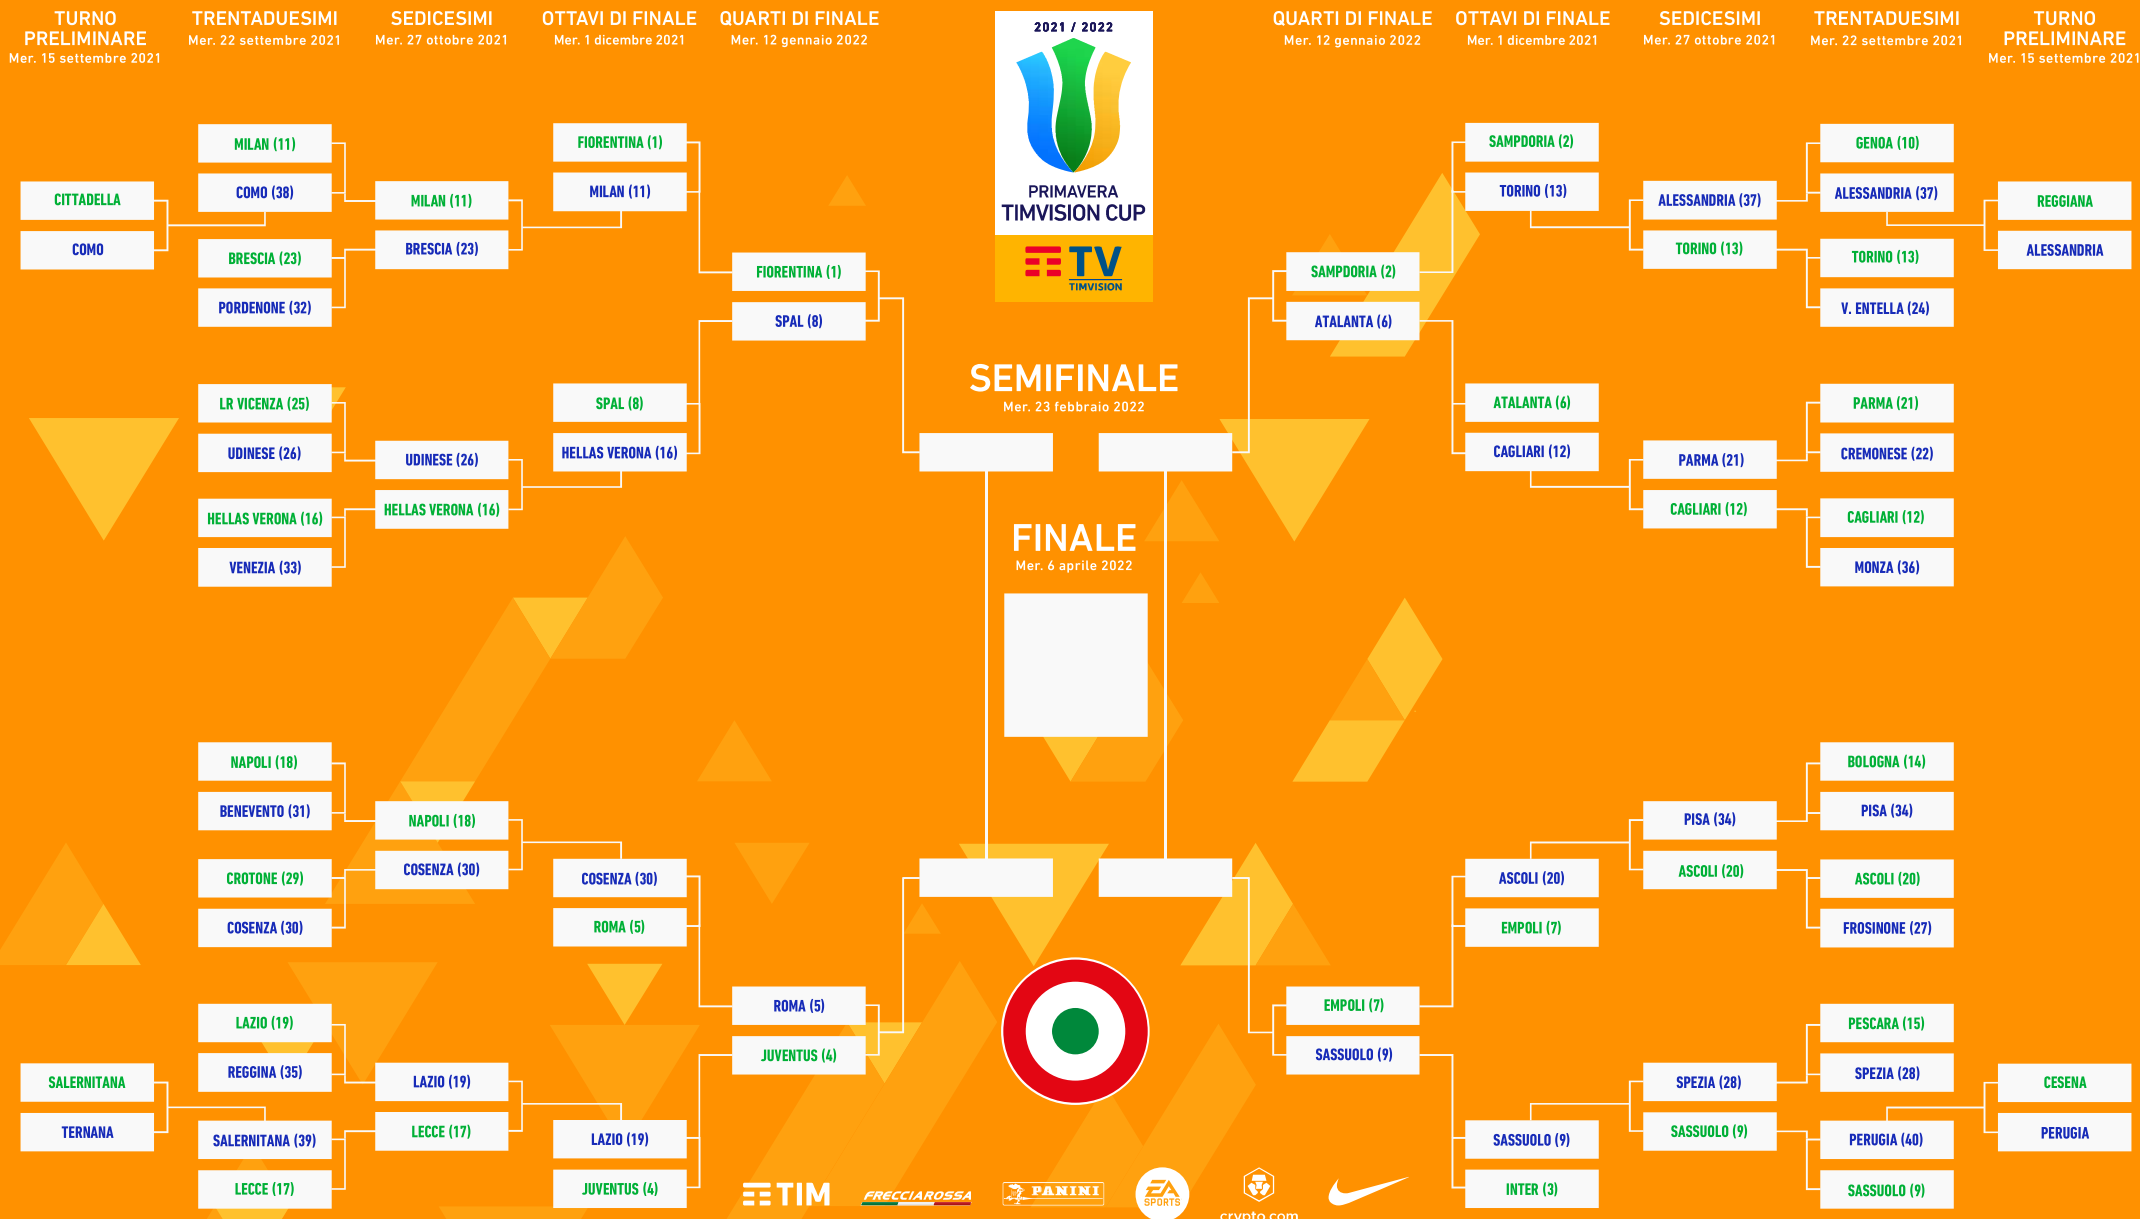 TURNO
PRELIMINARE
Mer. 15 settembre 2021
TRENTADUESIMI
Mer. 22 settembre 2021
SEDICESIMI
Mer. 27 ottobre 2021
OTTAVI DI FINALE
Mer. 1 dicembre 2021
QUARTI DI FINALE
Mer. 12 gennaio 2022
2021 / 2022
PRIMAVERA
TIMVISION CUP
TV
TIMVISION
QUARTI DI FINALE
Mer. 12 gennaio 2022
OTTAVI DI FINALE
Mer. 1 dicembre 2021
SEDICESIMI
Mer. 27 ottobre 2021
TRENTADUESIMI
Mer. 22 settembre 2021
TURNO
PRELIMINARE
Mer. 15 settembre 2021
CITTADELLA
COMO
SALERNITANA
TERNANA
MILAN (11)
COMO (38)
BRESCIA (23)
PORDENONE (32)
LR VICENZA (25)
UDINESE (26)
HELLAS VERONA (16)
VENEZIA (33)
NAPOLI (18)
BENEVENTO (31)
CROTONE (29)
COSENZA (30)
LAZIO (19)
REGGINA (35)
SALERNITANA (39)
LECCE (17)
MILAN (11)
BRESCIA (23)
UDINESE (26)
HELLAS VERONA (16)
NAPOLI (18)
COSENZA (30)
LAZIO (19)
LECCE (17)
FIORENTINA (1)
MILAN (11)
SPAL (8)
HELLAS VERONA (16)
COSENZA (30)
ROMA (5)
LAZIO (19)
JUVENTUS (4)
FIORENTINA (1)
SPAL (8)
ROMA (5)
JUVENTUS (4)
SEMIFINALE
Mer. 23 febbraio 2022
FINALE
Mer. 6 aprile 2022
SAMPDORIA (2)
ATALANTA (6)
EMPOLI (7)
SASSUOLO (9)
SAMPDORIA (2)
TORINO (13)
ATALANTA (6)
CAGLIARI (12)
ASCOLI (20)
EMPOLI (7)
SASSUOLO (9)
INTER (3)
ALESSANDRIA (37)
TORINO (13)
PARMA (21)
CAGLIARI (12)
PISA (34)
ASCOLI (20)
SPEZIA (28)
SASSUOLO (9)
GENOA (10)
ALESSANDRIA (37)
TORINO (13)
V. ENTELLA (24)
PARMA (21)
CREMONESE (22)
CAGLIARI (12)
MONZA (36)
BOLOGNA (14)
PISA (34)
ASCOLI (20)
FROSINONE (27)
PESCARA (15)
SPEZIA (28)
PERUGIA (40)
SASSUOLO (9)
REGGIANA
ALESSANDRIA
CESENA
PERUGIA
TIM
FRECCIAROSSA
PANINI
EA
SPORTS
crypto.com